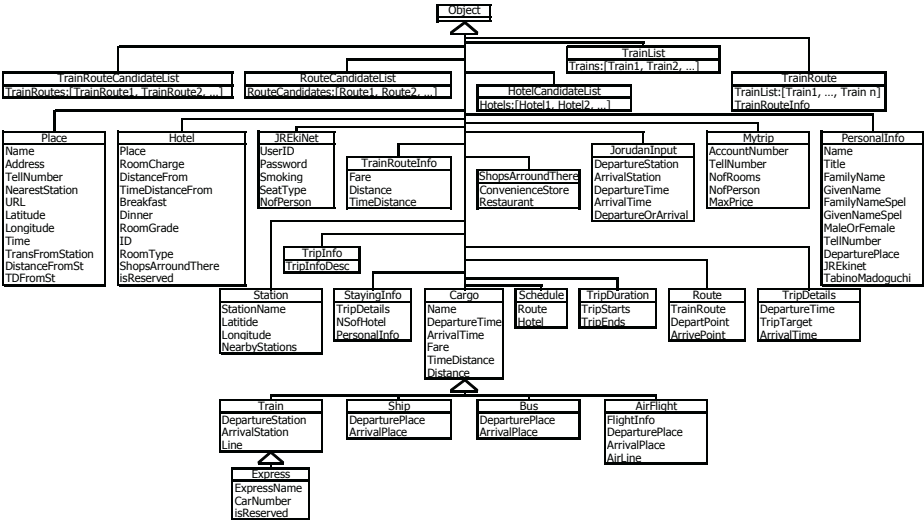 Object
TrainRouteCandidateList
TrainRoutes:[TrainRoute1, TrainRoute2, ...]
RouteCandidateList
RouteCandidates:[Route1, Route2, ...]
TrainList
Trains:[Train1, Train2, ...]
HotelCandidateList
Hotels:[Hotel1, Hotel2, ...]
TrainRoute
TrainList:[Train1, ..., Train n]
TrainRouteInfo
Place
Name
Address
TellNumber
NearestStation
URL
Latitude
Longitude
Time
TransFromStation
DistanceFromSt
TDFromSt
Hotel
Place
RoomCharge
DistanceFrom
TimeDistanceFrom
Breakfast
Dinner
RoomGrade
ID
RoomType
ShopsArroundThere
isReserved
JREkiNet
UserID
Password
Smoking
SeatType
NofPerson
TrainRouteInfo
Fare
Distance
TimeDistance
ShopsArroundThere
ConvenienceStore
Restaurant
JorudanInput
DepartureStation
ArrivalStation
DepartureTime
ArrivalTime
DepartureOrArrival
Mytrip
AccountNumber
TellNumber
NofRooms
NofPerson
MaxPrice
PersonalInfo
Name
Title
FamilyName
GivenName
FamilyNameSpel
GivenNameSpel
MaleOrFemale
TellNumber
DeparturePlace
JREkinet
TabinoMadoguchi
TripInfo
TripInfoDesc
Station
StationName
Latitide
Longitude
NearbyStations
StayingInfo
TripDetails
NSofHotel
PersonalInfo
Cargo
Name
DepartureTime
ArrivalTime
Fare
TimeDistance
Distance
Schedule
Route
Hotel
TripDuration
TripStarts
TripEnds
Route
TrainRoute
DepartPoint
ArrivePoint
TripDetails
DepartureTime
TripTarget
ArrivalTime
Train
DepartureStation
ArrivalStation
Line
Ship
DeparturePlace
ArrivalPlace
Bus
DeparturePlace
ArrivalPlace
AirFlight
FlightInfo
DeparturePlace
ArrivalPlace
AirLine
Express
ExpressName
CarNumber
isReserved